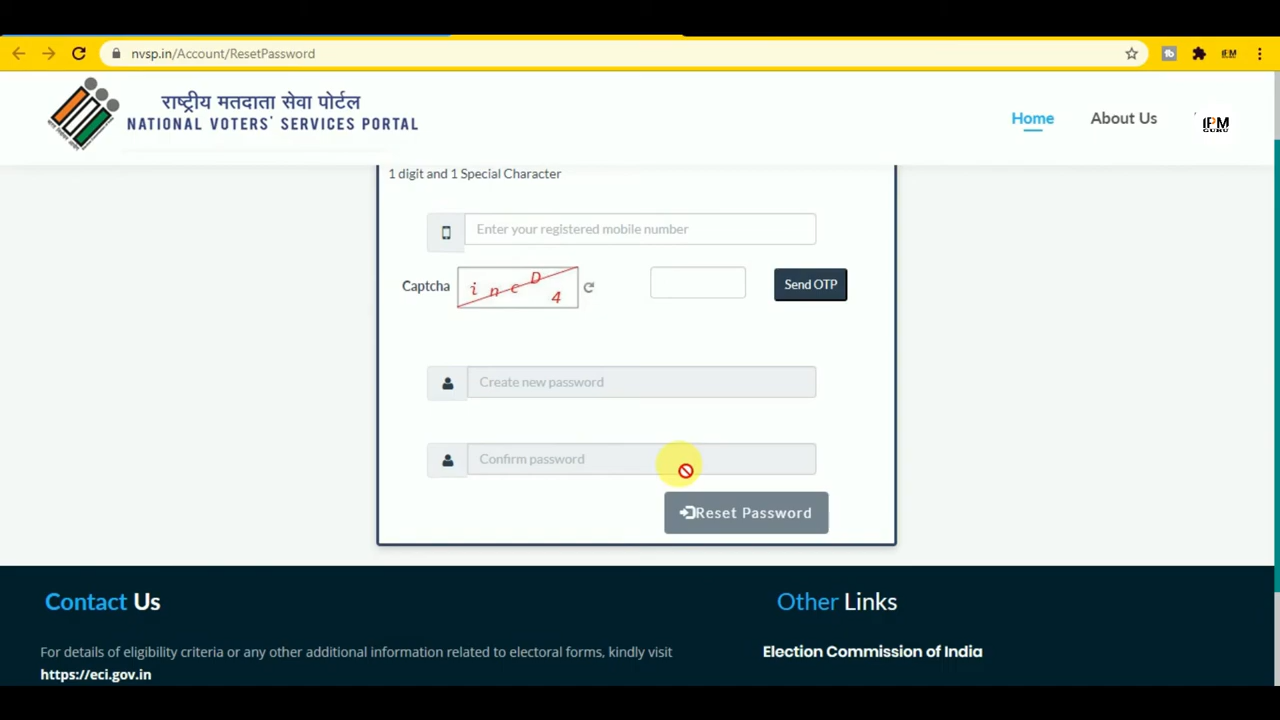 nvsp.in/Account/ResetPassword
IPM
राष्ट्रीय मतदाता सेवा पोर्टल
NATIONAL VOTERS' SERVICES PORTAL
Home
About Us
IPM
GURU
1 digit and 1 Special Character
Enter your registered mobile number
Captcha
i n c D 4
Send OTP
Create new password
Confirm password
Reset Password
Contact Us
Other Links
For details of eligibility criteria or any other additional information related to electoral forms, kindly visit
https://eci.gov.in
Election Commission of India